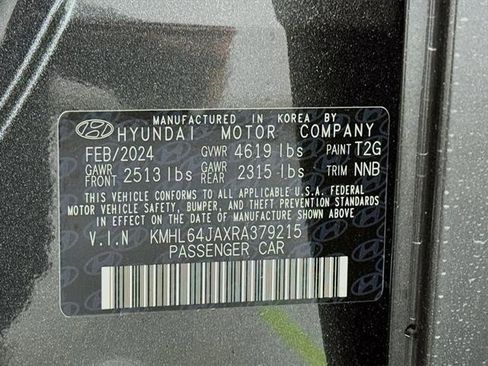 MANUFACTURED IN KOREA BY
HYUNDAI MOTOR COMPANY
FEB/2024 GVWR 4619 lbs PAINT T2G
GAWR FRONT 2513 lbs GAWR REAR 2315 lbs TRIM NNB
THIS VEHICLE CONFORMS TO ALL APPLICABLE U.S.A. FEDERAL
MOTOR VEHICLE SAFETY, BUMPER, AND THEFT PREVENTION
STANDARDS IN EFFECT ON THE DATE OF MANUFACTURE
SHOWN ABOVE.
V.I.N KMHL64JAXRA379215
PASSENGER CAR